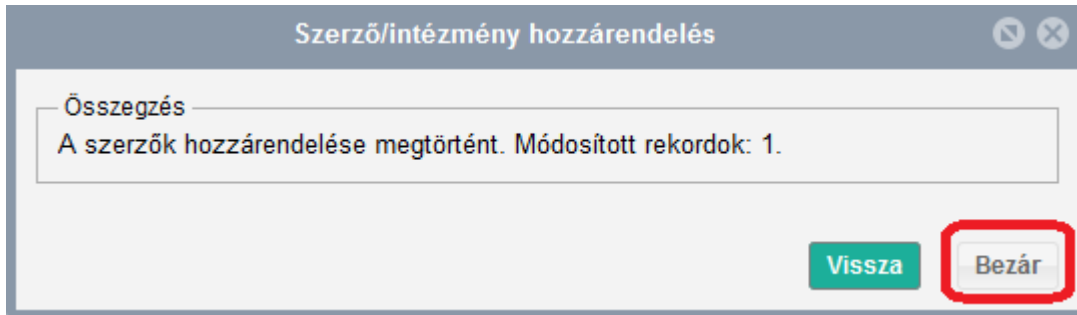 Szerző/intézmény hozzárendelés
Összegzés
A szerzők hozzárendelése megtörtént. Módosított rekordok: 1.
Vissza
Bezár